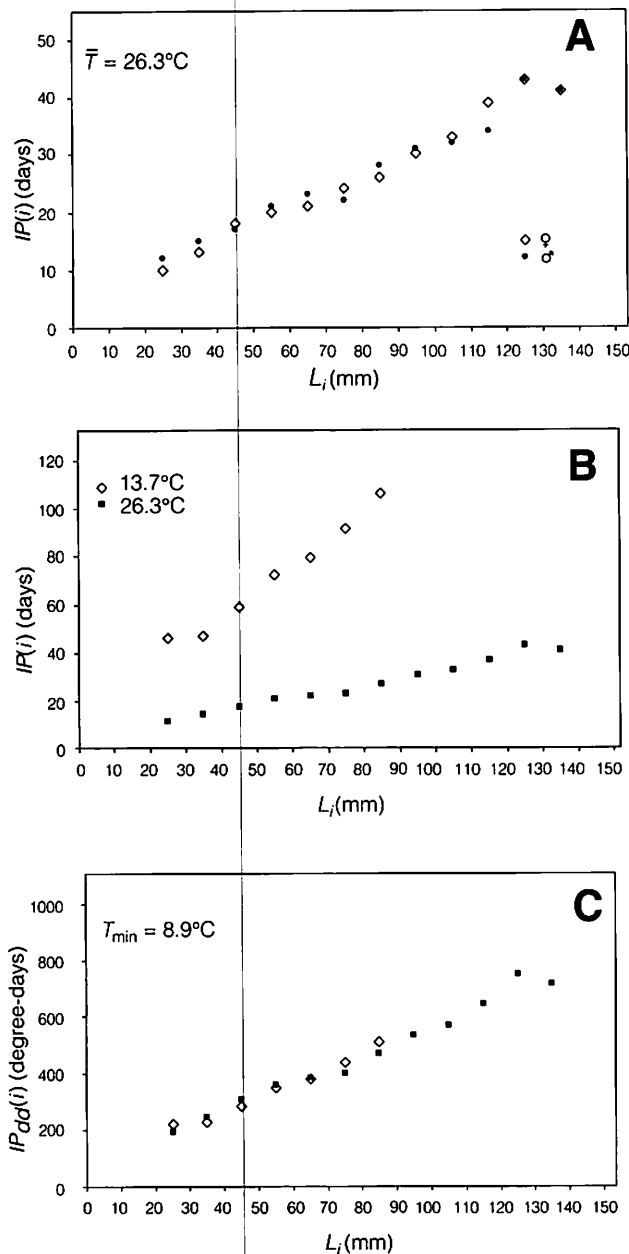 A
T̿ = 26.3°C
IP(i) (days)
50
40
30
20
10
0
◇ ♀
• ♂
0 10 20 30 40 50 60 70 80 90 100 110 120 130 140 150
Lᵢ (mm)
B
◇ 13.7°C
■ 26.3°C
IP(i) (days)
120
100
80
60
40
20
0
0 10 20 30 40 50 60 70 80 90 100 110 120 130 140 150
Lᵢ (mm)
C
Tmin = 8.9°C
IPdd(i) (degree-days)
1000
800
600
400
200
0
0 10 20 30 40 50 60 70 80 90 100 110 120 130 140 150
Lᵢ (mm)